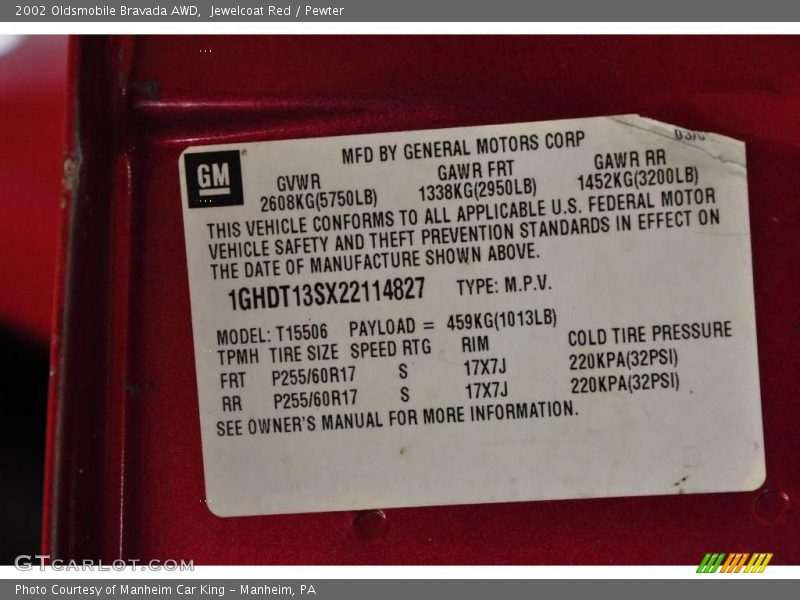 2002 Oldsmobile Bravada AWD, Jewelcoat Red / Pewter
GM
MFD BY GENERAL MOTORS CORP
GVWR GAWR FRT GAWR RR
2608KG(5750LB) 1338KG(2950LB) 1452KG(3200LB)
THIS VEHICLE CONFORMS TO ALL APPLICABLE U.S. FEDERAL MOTOR
VEHICLE SAFETY AND THEFT PREVENTION STANDARDS IN EFFECT ON
THE DATE OF MANUFACTURE SHOWN ABOVE.
1GHDT13SX22114827 TYPE: M.P.V.
MODEL: T15506 PAYLOAD = 459KG(1013LB)
TPMH TIRE SIZE SPEED RTG RIM COLD TIRE PRESSURE
FRT P255/60R17 S 17X7J 220KPA(32PSI)
RR P255/60R17 S 17X7J 220KPA(32PSI)
SEE OWNER'S MANUAL FOR MORE INFORMATION.
GTCARLOT.COM
Photo Courtesy of Manheim Car King - Manheim, PA